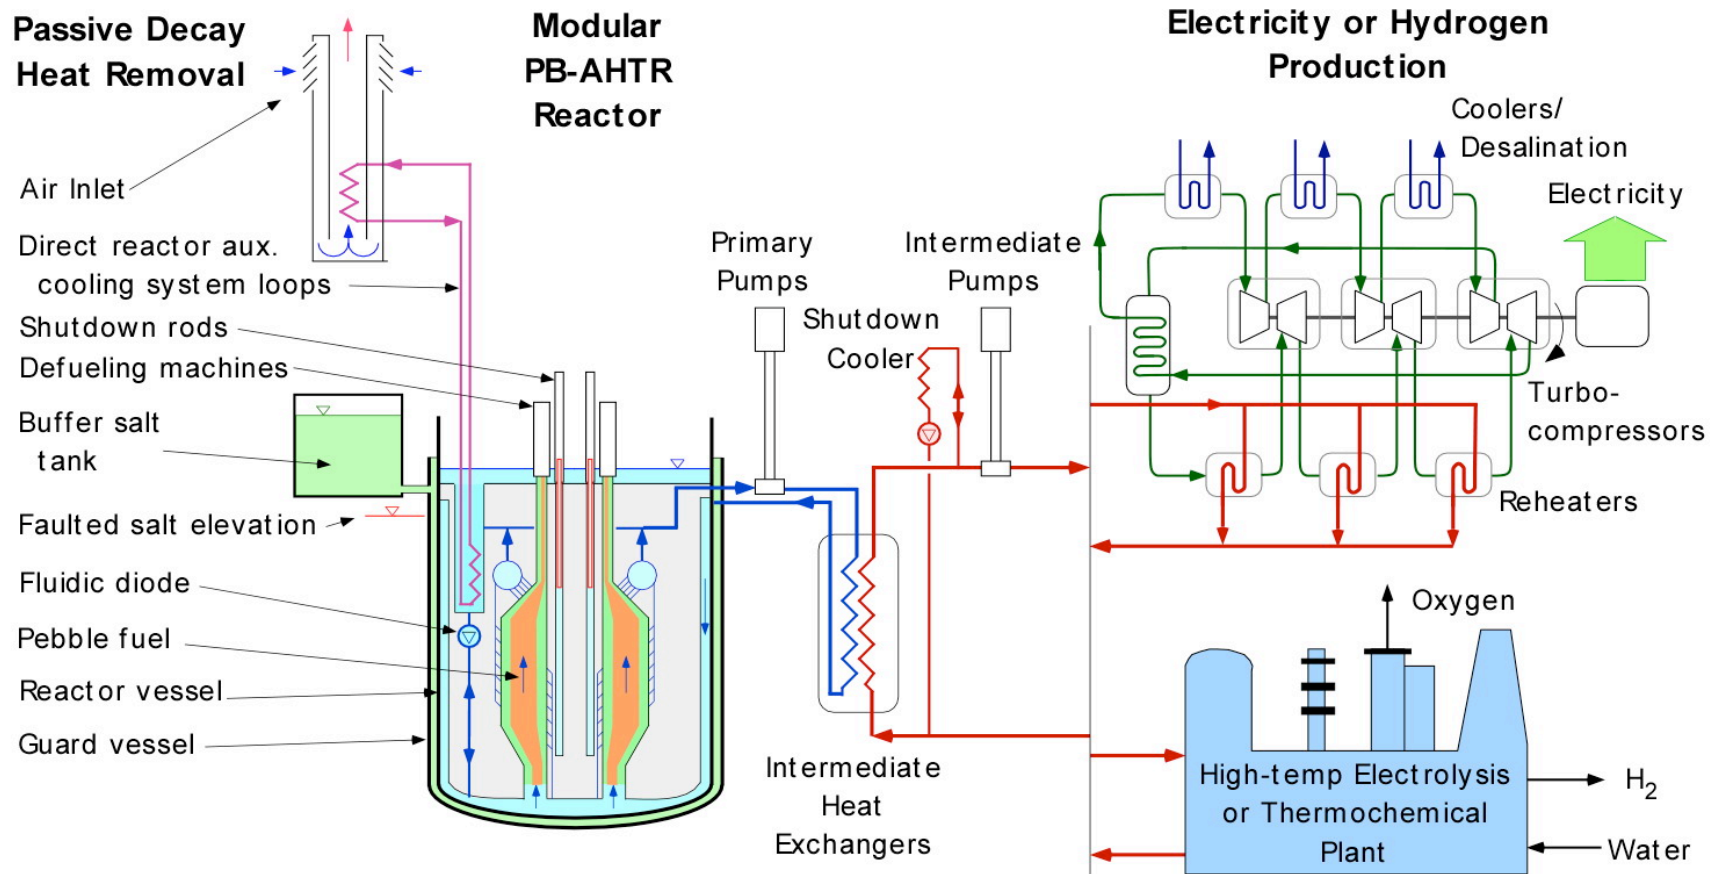 Passive Decay
Heat Removal
Modular
PB-AHTR
Reactor
Electricity or Hydrogen
Production
Air Inlet
Direct reactor aux.
cooling system loops
Shutdown rods
Defueling machines
Buffer salt
tank
Faulted salt elevation
Fluidic diode
Pebble fuel
Reactor vessel
Guard vessel
Primary
Pumps
Shutdown
Cooler
Intermediate
Pumps
Intermediate
Heat
Exchangers
Coolers/
Desalination
Electricity
Turbo-
compressors
Reheaters
Oxygen
High-temp Electrolysis
or Thermochemical
Plant
H2
Water